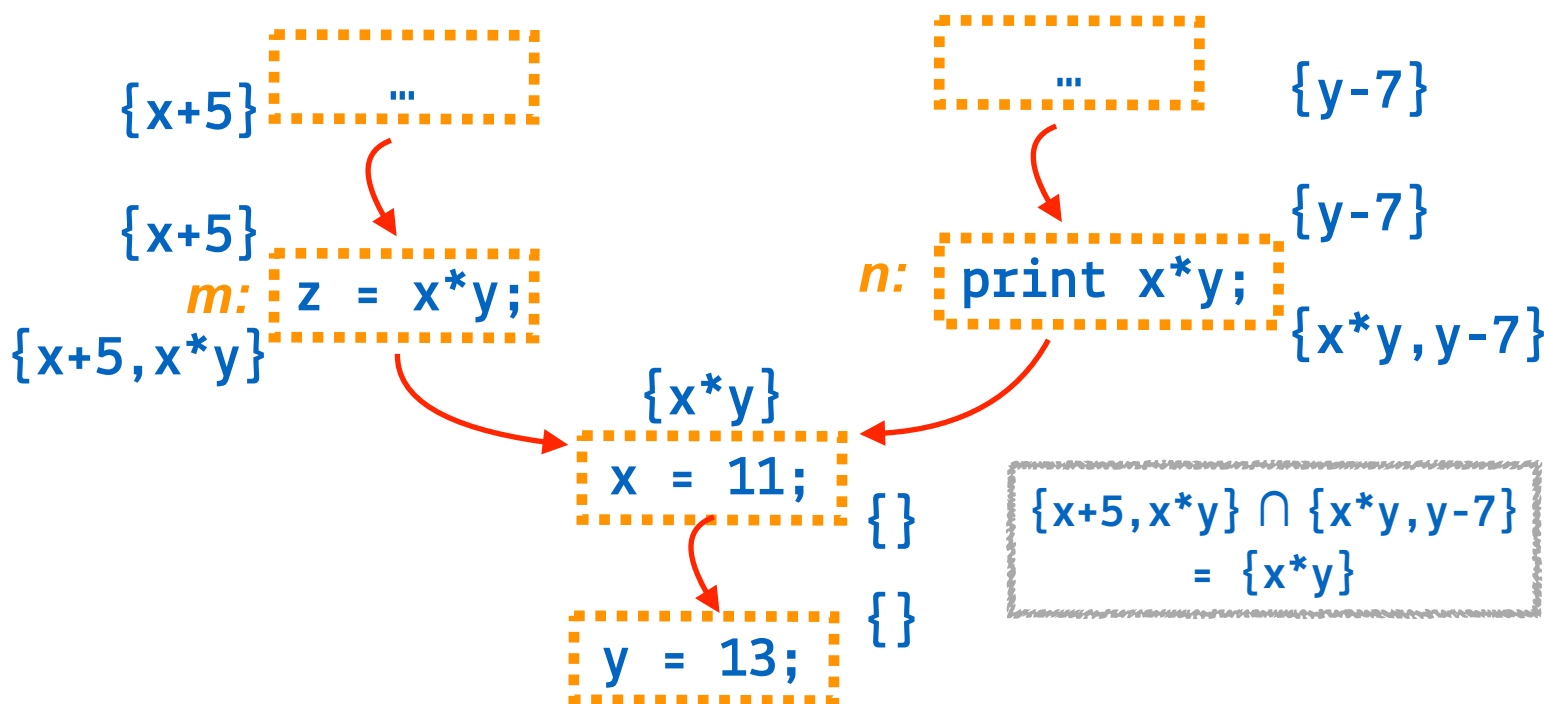 …
…
{x+5}
{y-7}
{x+5}
{y-7}
m: z = x*y;
n: print x*y;
{x+5,x*y}
{x*y,y-7}
{x*y}
x = 11;
{}
{x+5,x*y} ∩ {x*y,y-7}
= {x*y}
{}
y = 13;